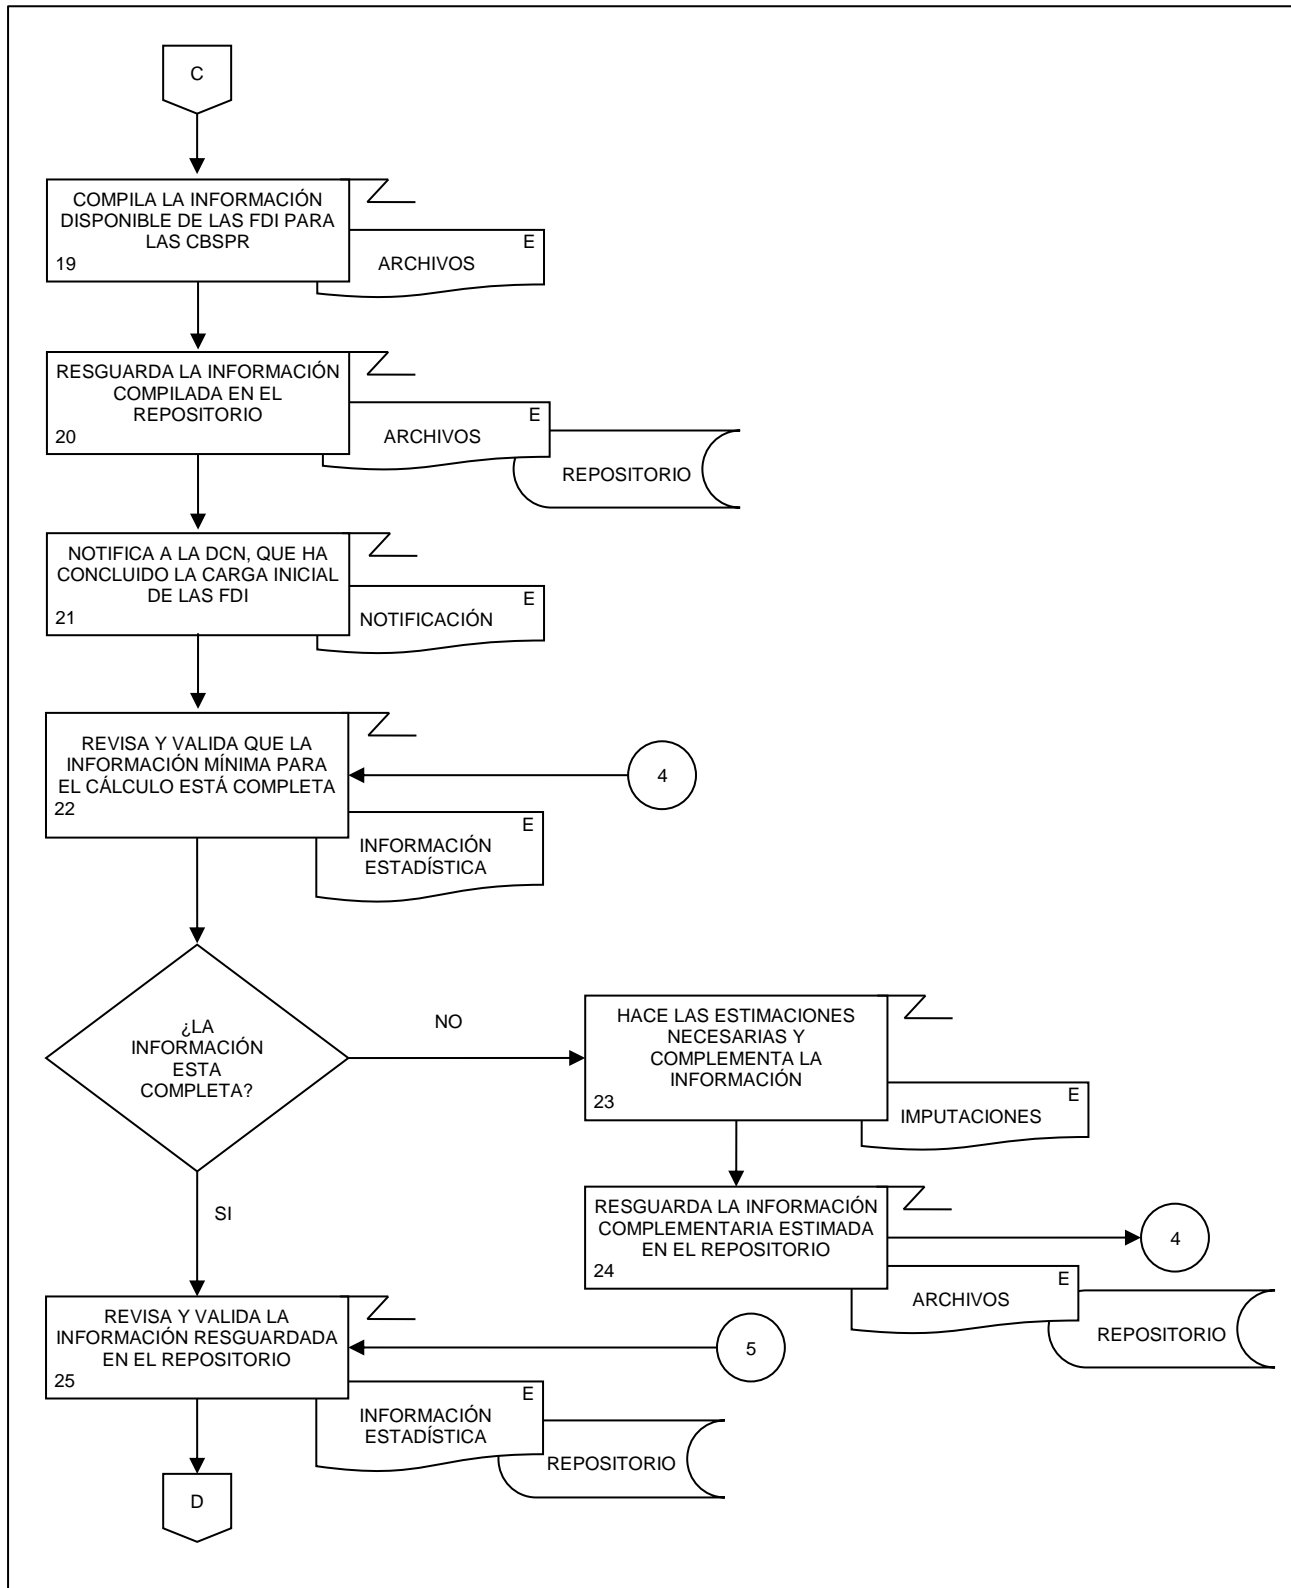 C
COMPILA LA INFORMACIÓN
DISPONIBLE DE LAS FDI PARA
LAS CBSPR
19
E
ARCHIVOS
RESGUARDA LA INFORMACIÓN
COMPILADA EN EL
REPOSITORIO
20
E
ARCHIVOS
REPOSITORIO
NOTIFICA A LA DCN, QUE HA
CONCLUIDO LA CARGA INICIAL
DE LAS FDI
21
E
NOTIFICACIÓN
REVISA Y VALIDA QUE LA
INFORMACIÓN MÍNIMA PARA
EL CÁLCULO ESTÁ COMPLETA
22
4
E
INFORMACIÓN
ESTADÍSTICA
¿LA
INFORMACIÓN
ESTA
COMPLETA?
NO
HACE LAS ESTIMACIONES
NECESARIAS Y
COMPLEMENTA LA
INFORMACIÓN
23
E
IMPUTACIONES
SI
RESGUARDA LA INFORMACIÓN
COMPLEMENTARIA ESTIMADA
EN EL REPOSITORIO
24
4
E
ARCHIVOS
REPOSITORIO
REVISA Y VALIDA LA
INFORMACIÓN RESGUARDADA
EN EL REPOSITORIO
25
5
E
INFORMACIÓN
ESTADÍSTICA
REPOSITORIO
D